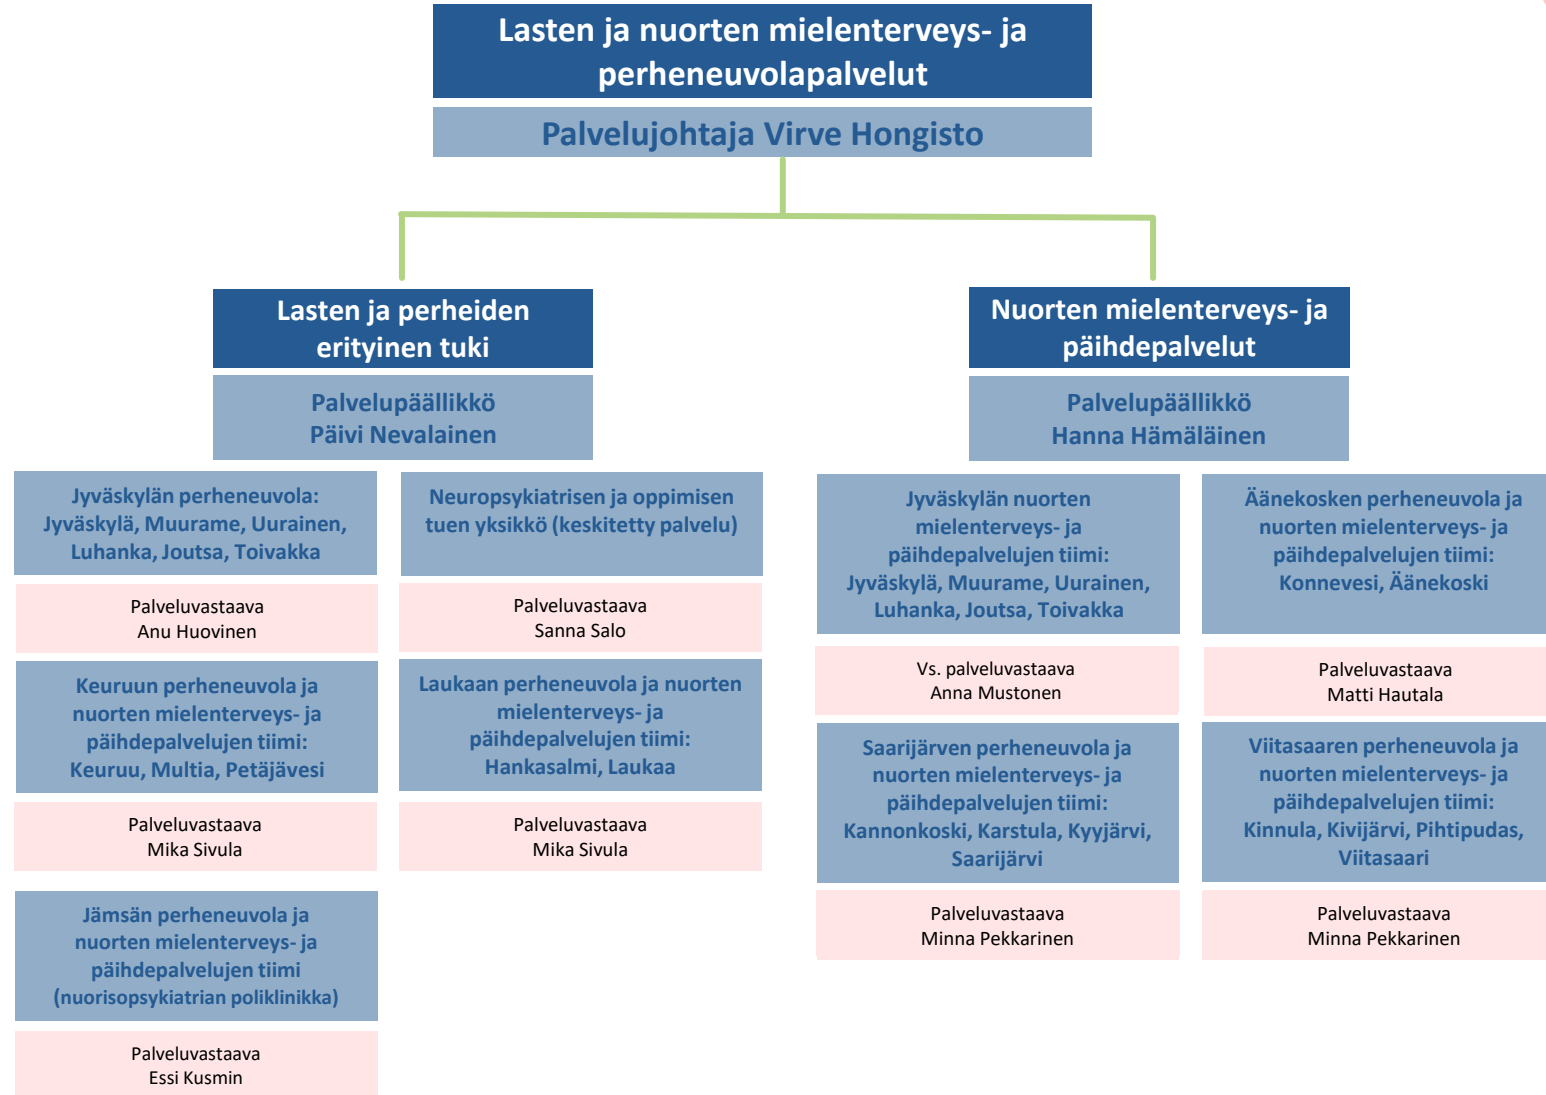 Lasten ja nuorten mielenterveys- ja
perheneuvolapalvelut
Palvelujohtaja Virve Hongisto
Lasten ja perheiden
erityinen tuki
Palvelupäällikkö
Päivi Nevalainen
Jyväskylän perheneuvola:
Jyväskylä, Muurame, Uurainen,
Luhanka, Joutsa, Toivakka
Palveluvastaava
Anu Huovinen
Neuropsykiatrisen ja oppimisen
tuen yksikkö (keskitetty palvelu)
Palveluvastaava
Sanna Salo
Keuruun perheneuvola ja
nuorten mielenterveys- ja
päihdepalvelujen tiimi:
Keuruu, Multia, Petäjävesi
Palveluvastaava
Mika Sivula
Laukaan perheneuvola ja nuorten
mielenterveys- ja
päihdepalvelujen tiimi:
Hankasalmi, Laukaa
Palveluvastaava
Mika Sivula
Jämsän perheneuvola ja
nuorten mielenterveys- ja
päihdepalvelujen tiimi
(nuorisopsykiatrian poliklinikka)
Palveluvastaava
Essi Kusmin
Nuorten mielenterveys- ja
päihdepalvelut
Palvelupäällikkö
Hanna Hämäläinen
Jyväskylän nuorten
mielenterveys- ja
päihdepalvelujen tiimi:
Jyväskylä, Muurame, Uurainen,
Luhanka, Joutsa, Toivakka
Vs. palveluvastaava
Anna Mustonen
Äänekosken perheneuvola ja
nuorten mielenterveys- ja
päihdepalvelujen tiimi:
Konnevesi, Äänekoski
Palveluvastaava
Matti Hautala
Saarijärven perheneuvola ja
nuorten mielenterveys- ja
päihdepalvelujen tiimi:
Kannonkoski, Karstula, Kyyjärvi,
Saarijärvi
Palveluvastaava
Minna Pekkarinen
Viitasaaren perheneuvola ja
nuorten mielenterveys- ja
päihdepalvelujen tiimi:
Kinnula, Kivijärvi, Pihtipudas,
Viitasaari
Palveluvastaava
Minna Pekkarinen